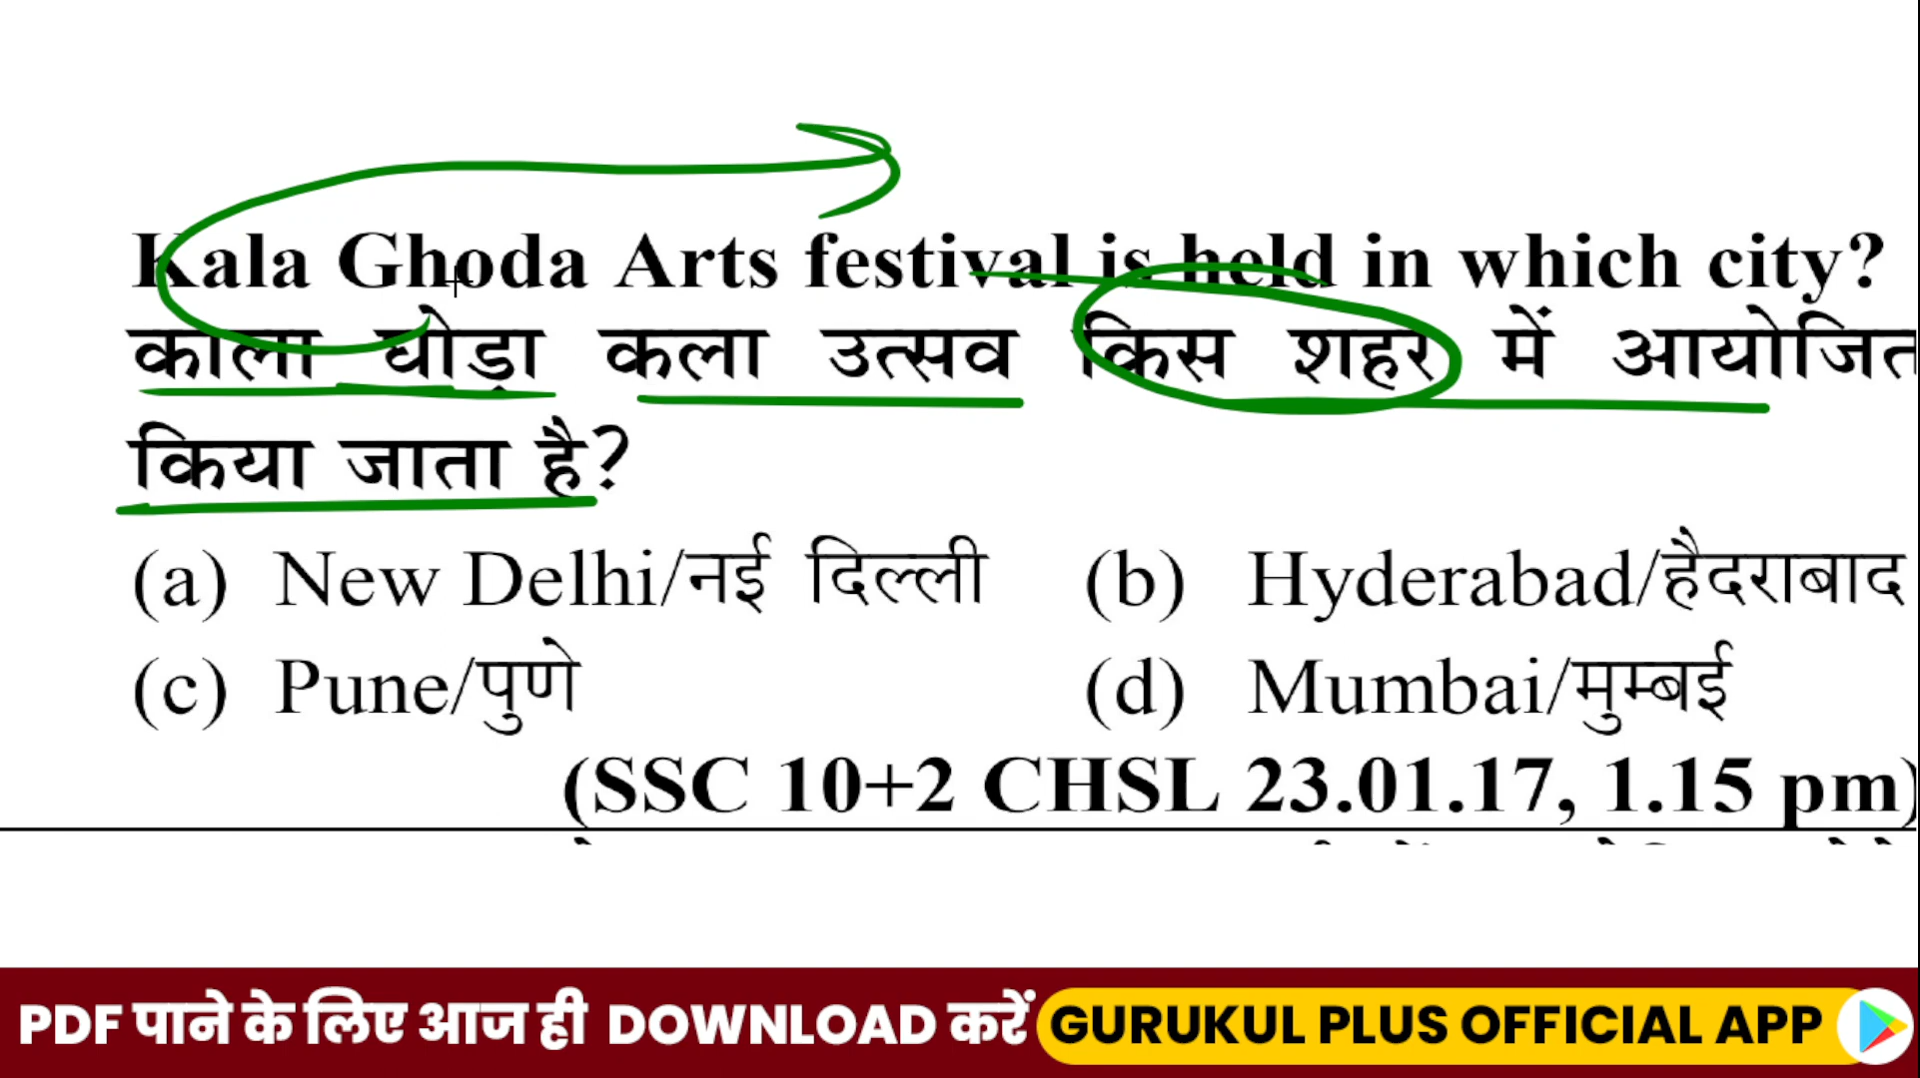 Kala Ghoda Arts festival is held in which city?
काला घोड़ा कला उत्सव किस शहर में आयोजित
किया जाता है?
(a) New Delhi/नई दिल्ली (b) Hyderabad/हैदराबाद
(c) Pune/पुणे (d) Mumbai/मुम्बई
(SSC 10+2 CHSL 23.01.17, 1.15 pm)
PDF पाने के लिए आज ही DOWNLOAD करें GURUKUL PLUS OFFICIAL APP